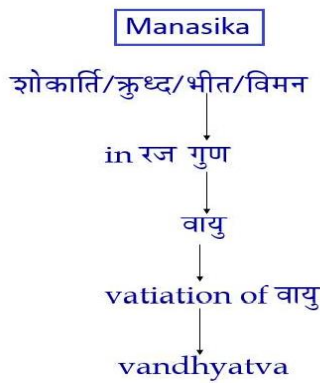 Manasika
शोकार्ति/क्रुध्द/भीत/विमन
in रज गुण
वायु
vatiation of वायु
vandhyatva